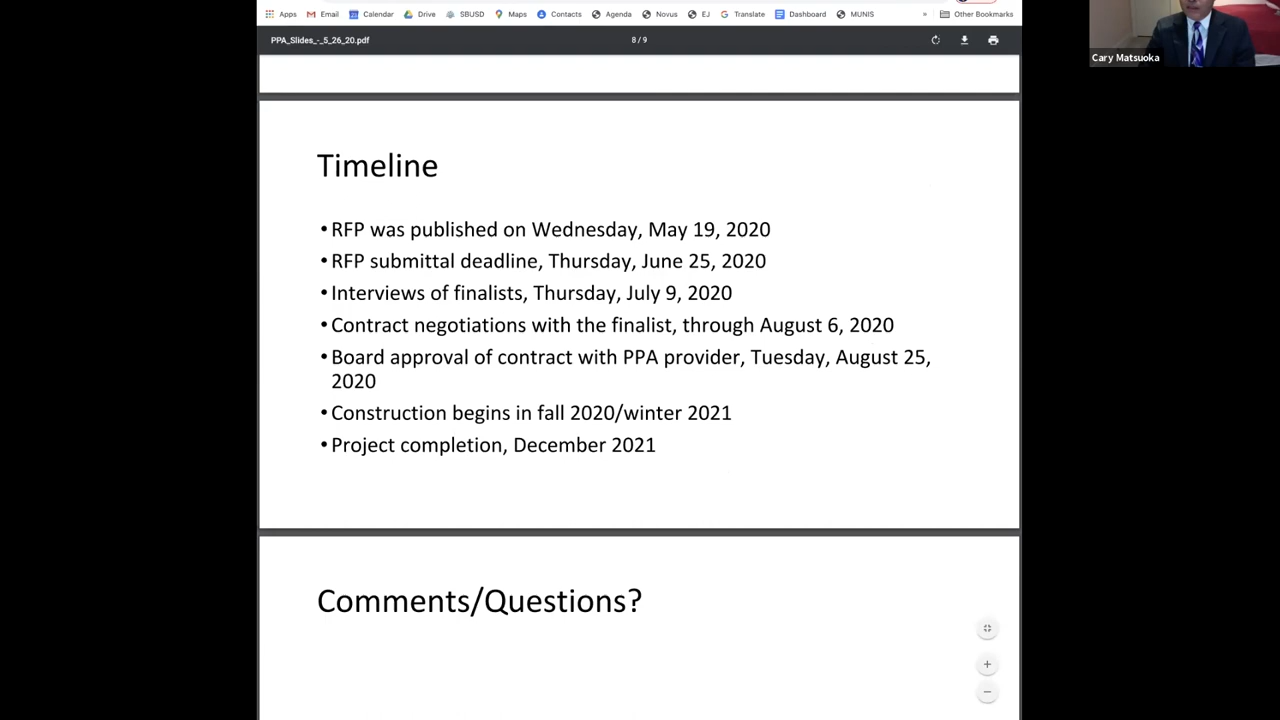 Apps Gmail Calendar Drive SBUSD Maps Contacts Agenda Novus EJ Translate Dashboard MUNIS » Other Bookmarks
PPA_Slides_-_5_26_20.pdf 8 / 9
Cary Matsuoka
Timeline
•RFP was published on Wednesday, May 19, 2020
•RFP submittal deadline, Thursday, June 25, 2020
•Interviews of finalists, Thursday, July 9, 2020
•Contract negotiations with the finalist, through August 6, 2020
•Board approval of contract with PPA provider, Tuesday, August 25,
2020
•Construction begins in fall 2020/winter 2021
•Project completion, December 2021
Comments/Questions?